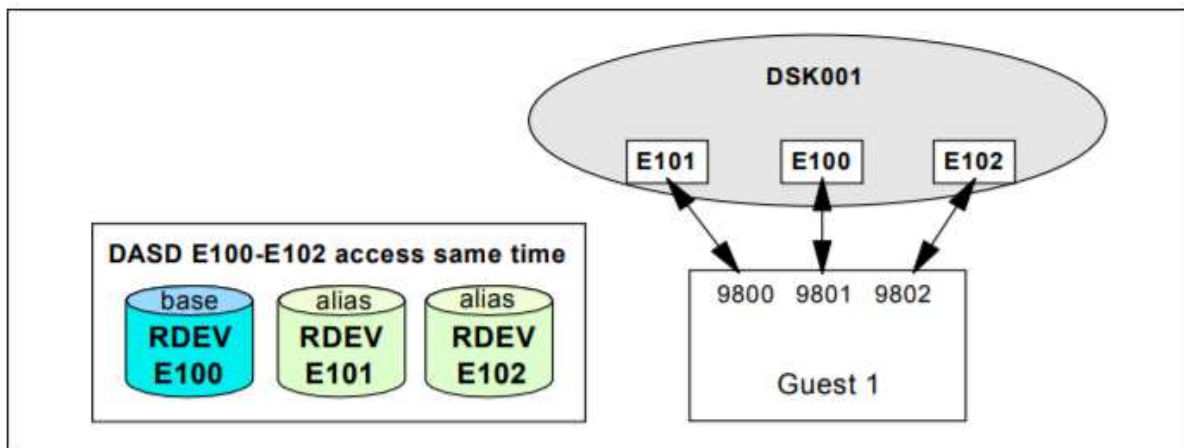 DSK001
E101 E100 E102
DASD E100-E102 access same time
base alias alias
RDEV RDEV RDEV
E100 E101 E102
9800 9801 9802
Guest 1